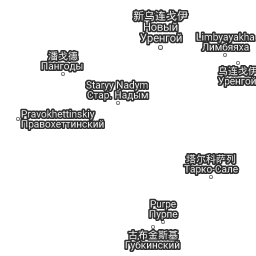 新乌连戈伊
Новый
Уренгой
Limbyayakha
Лимбяяха
潘戈德
Пангоды
乌连戈伊
Уренгой
Staryy Nadym
Стар. Надым
Pravokhettinskiy
Правохеттинский
塔尔科萨列
Тарко-Сале
Purpe
Пурпе
古布金斯基
Губкинский